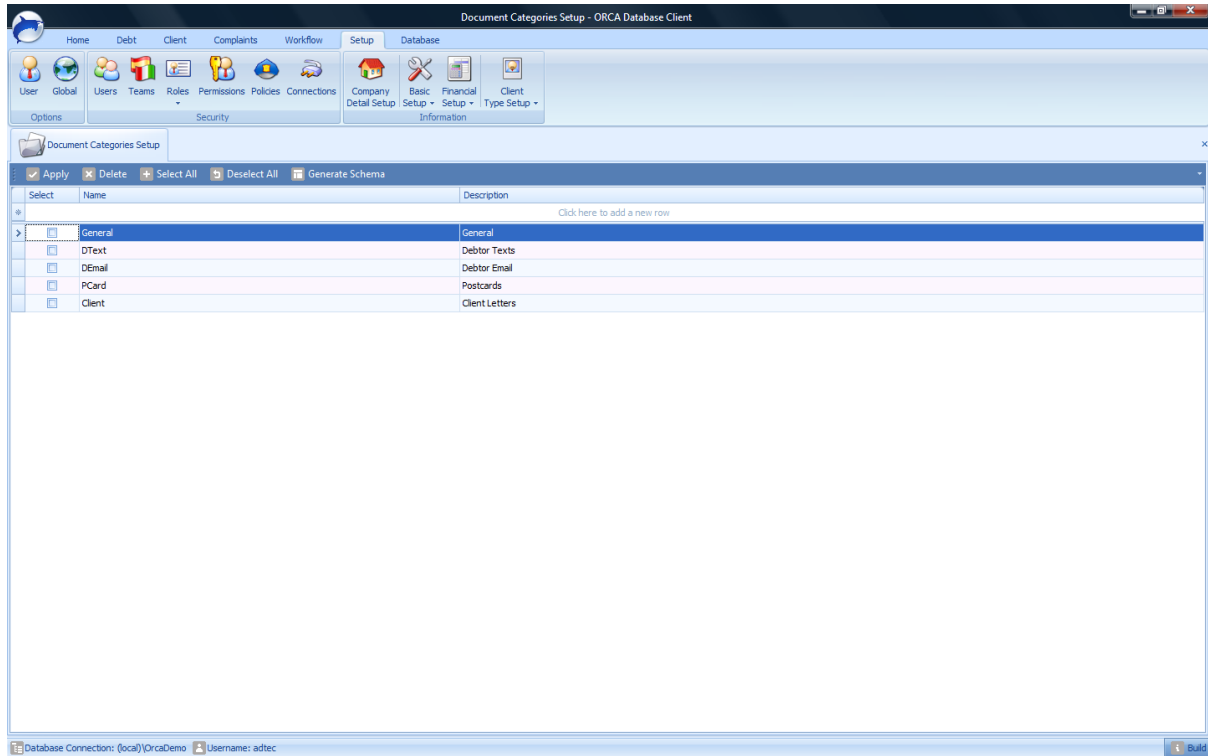 Document Categories Setup - ORCA Database Client
Home Debt Client Complaints Workflow Setup Database
User Global Users Teams Roles Permissions Policies Connections Company Detail Setup Basic Setup Financial Setup Client Type Setup
Options Security Information
Document Categories Setup
Apply Delete Select All Deselect All Generate Schema
Select Name Description
Click here to add a new row
General General
DText Debtor Texts
DEmail Debtor Email
PCard Postcards
Client Client Letters
Database Connection: (local)\OrcaDemo Username: adtec Build